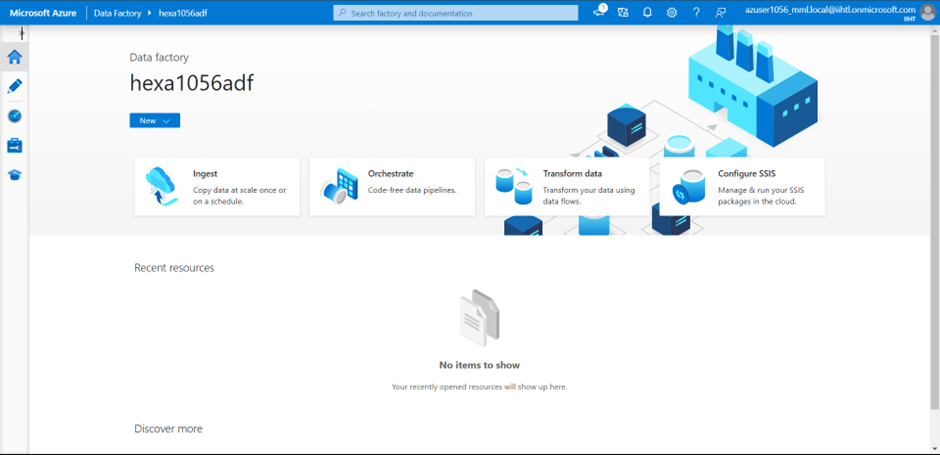 Microsoft Azure
Data Factory
hexa1056adf
Search factory and documentation
1
azuser1056_mml.local@iihtl.onmicrosoft.com
IIHT
Data factory
hexa1056adf
New
Ingest
Copy data at scale once or
on a schedule.
Orchestrate
Code-free data pipelines.
Transform data
Transform your data using
data flows.
Configure SSIS
Manage & run your SSIS
packages in the cloud.
Recent resources
No items to show
Your recently opened resources will show up here.
Discover more